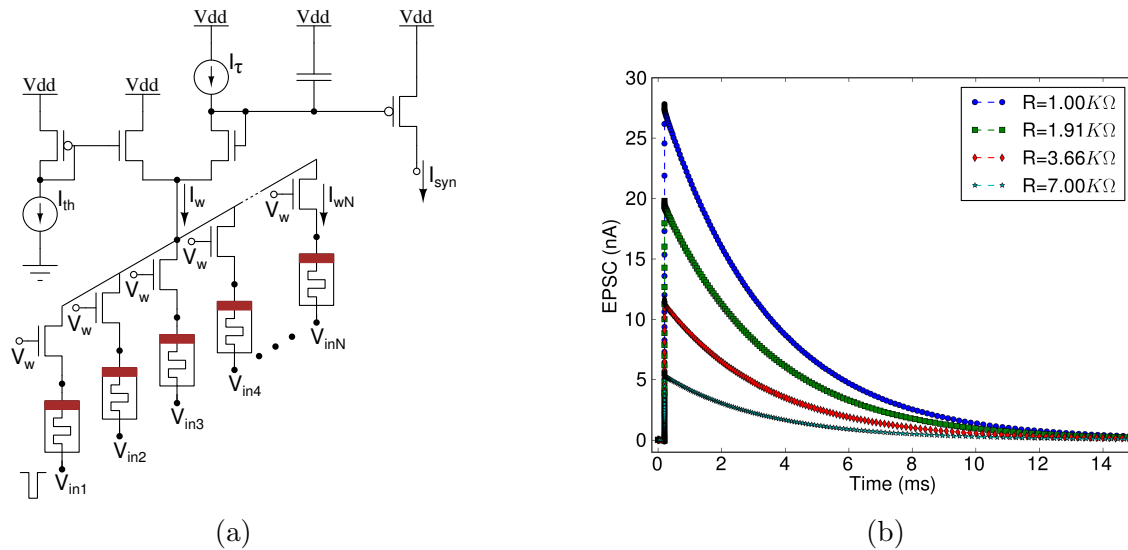 Vdd
Vdd
Vdd
Vdd
Vdd
Iτ
Ith
Iw
IwN
Isyn
Vw
Vw
Vw
Vw
Vw
Vin1
Vin2
Vin3
Vin4
VinN
(a)
30
25
20
15
10
5
0
EPSC (nA)
R=1.00KΩ
R=1.91KΩ
R=3.66KΩ
R=7.00KΩ
0 2 4 6 8 10 12 14
Time (ms)
(b)